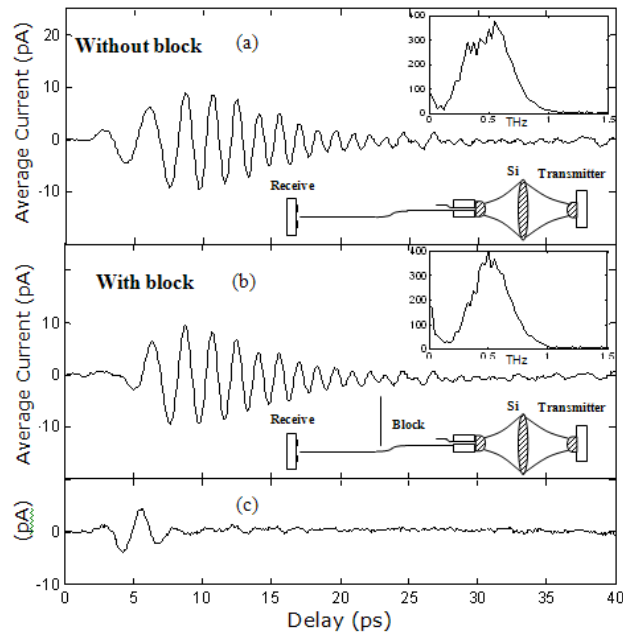 Without block
(a)
20
10
0
-10
Average Current (pA)
400
300
200
100
0
0
0.5
1
1.5
THz
Receive
Si
Transmitter
With block
(b)
10
0
-10
Average Current (pA)
400
300
200
100
0
0
0.5
1
1.5
THz
Receive
Block
Si
Transmitter
(c)
0
-10
(pA)
0
5
10
15
20
25
30
35
40
Delay (ps)